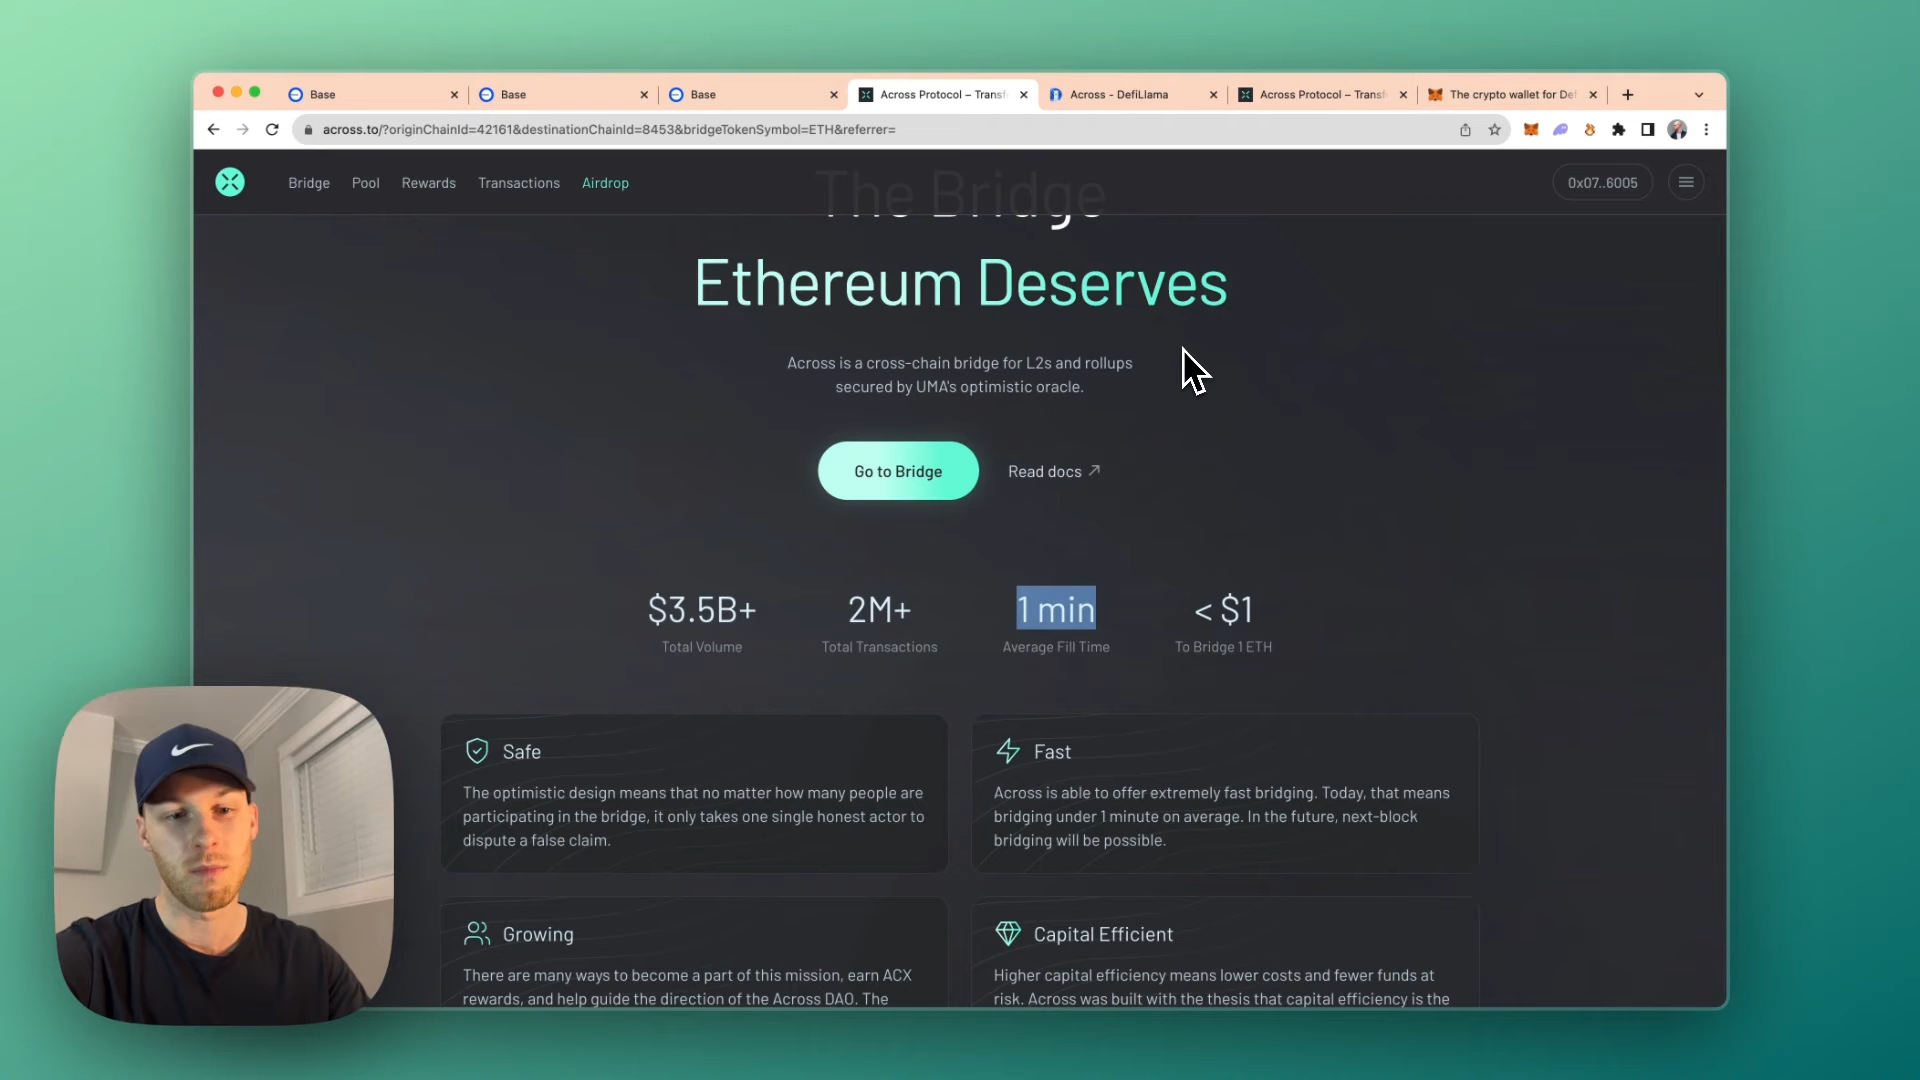 Base
Base
Base
Across Protocol – Transf
Across - DefiLlama
Across Protocol – Transf
The crypto wallet for Def
across.to/?originChainId=42161&destinationChainId=8453&bridgeTokenSymbol=ETH&referrer=
Bridge
Pool
Rewards
Transactions
Airdrop
0x07..6005
The Bridge
Ethereum Deserves
Across is a cross-chain bridge for L2s and rollups
secured by UMA's optimistic oracle.
Go to Bridge
Read docs
$3.5B+
2M+
1 min
< $1
Total Volume
Total Transactions
Average Fill Time
To Bridge 1 ETH
Safe
The optimistic design means that no matter how many people are
participating in the bridge, it only takes one single honest actor to
dispute a false claim.
Fast
Across is able to offer extremely fast bridging. Today, that means
bridging under 1 minute on average. In the future, next-block
bridging will be possible.
Growing
There are many ways to become a part of this mission, earn ACX
rewards, and help guide the direction of the Across DAO. The
Capital Efficient
Higher capital efficiency means lower costs and fewer funds at
risk. Across was built with the thesis that capital efficiency is the